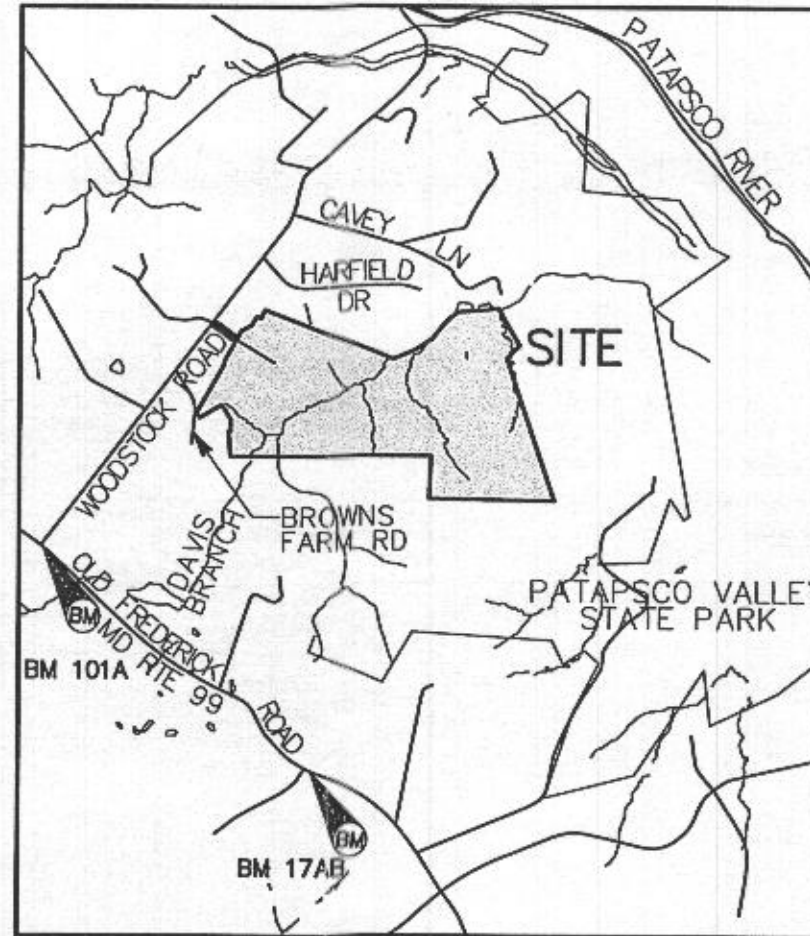 PATAPSCO RIVER
CAVEY LN
HARFIELD
DR
SITE
WOODSTOCK ROAD
BROWNS
FARM RD
DAVIS
BRANCH
PATAPSCO VALLEY
STATE PARK
OLD FREDERICK ROAD
MD RTE 99
BM
BM 101A
BM
BM 17AB